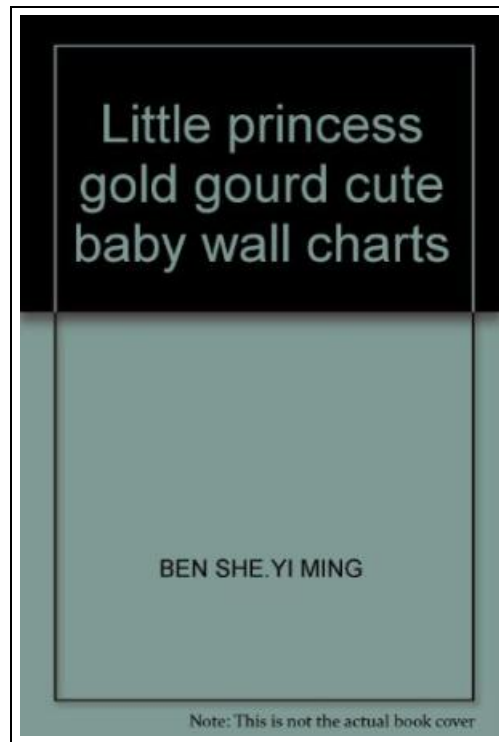 Little princess
gold gourd cute
baby wall charts
BEN SHE.YI MING
Note: This is not the actual book cover